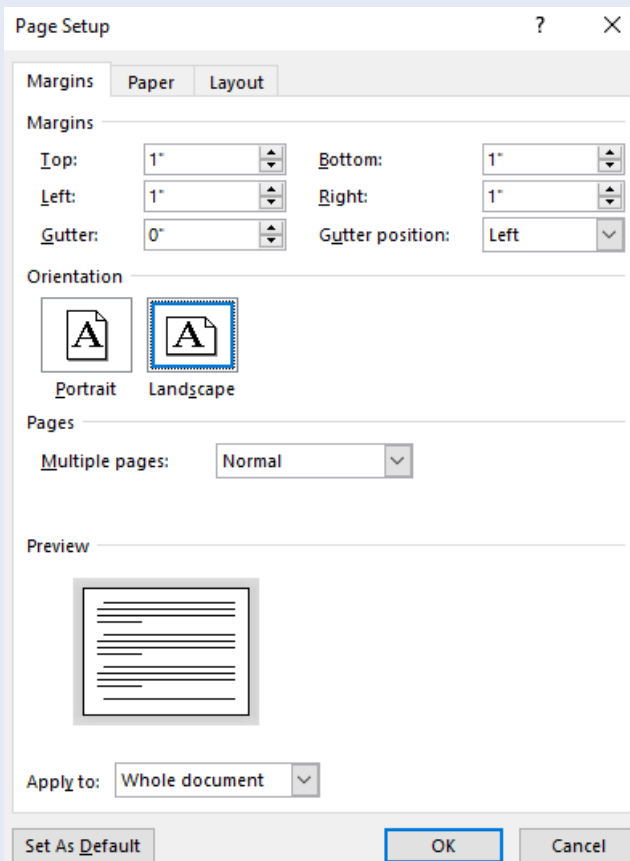 Page Setup ?
Margins Paper Layout
Margins
Top: 1" Bottom: 1"
Left: 1" Right: 1"
Gutter: 0" Gutter position: Left
Orientation
A A
Portrait Landscape
Pages
Multiple pages: Normal
Preview
Apply to: Whole document
Set As Default OK Cancel